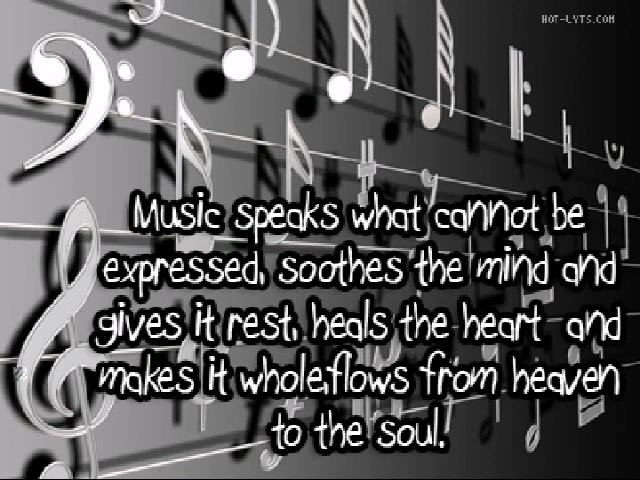 HOT-LYTS.COM
Music speaks what cannot be
expressed, soothes the mind and
gives it rest, heals the heart and
makes it whole,flows from heaven
to the soul.